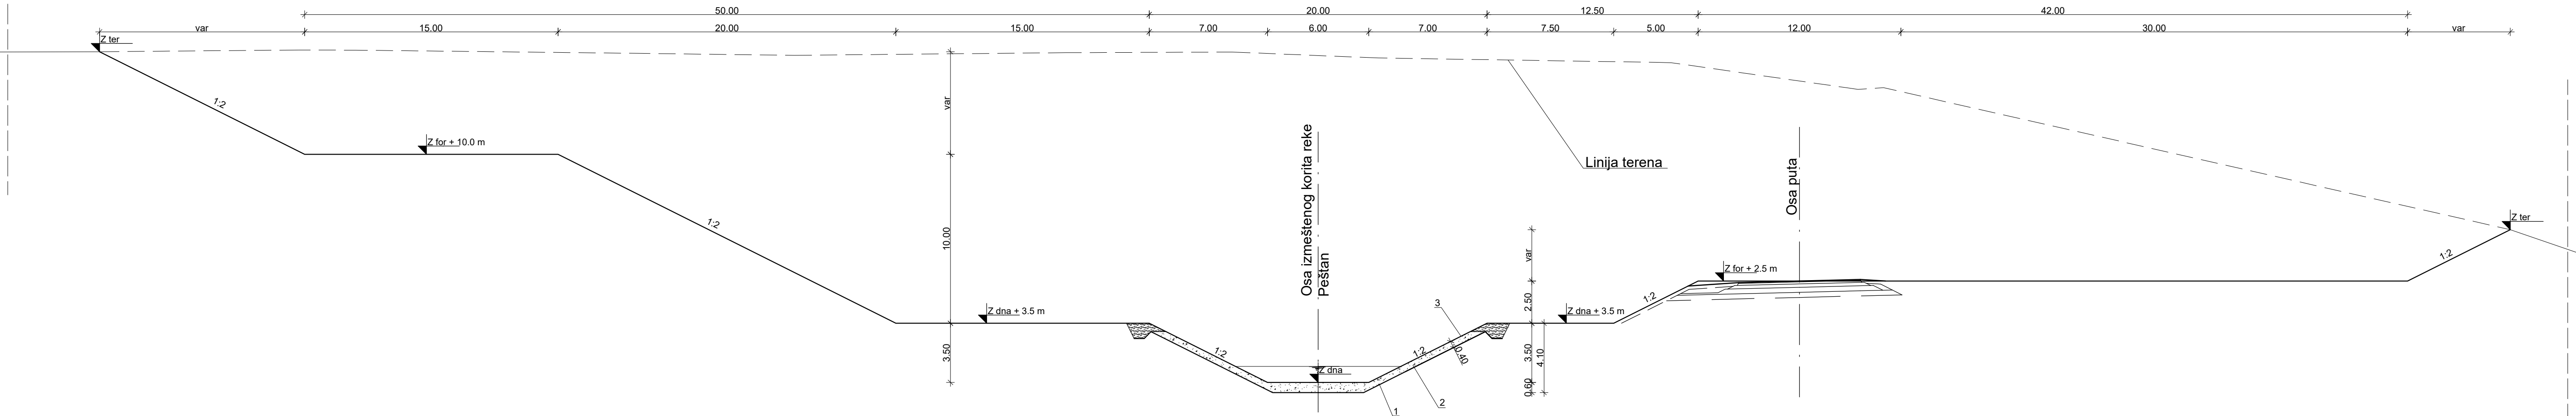 50.00
20.00
12.50
42.00
var
15.00
20.00
15.00
7.00
6.00
7.00
7.50
5.00
12.00
30.00
var
Z ter
1:2
var
Osa izmeštenog korita reke
Peštan
Linija terena
Osa puta
Z for + 10.0 m
1:2
10.00
Z ter
var
1:2
Z for + 2.5 m
2.50
1:2
3
Z dna + 3.5 m
Z dna + 3.5 m
3.50
1:2
1:2
0.40
3.50
4.10
Z dna
0.60
1
2